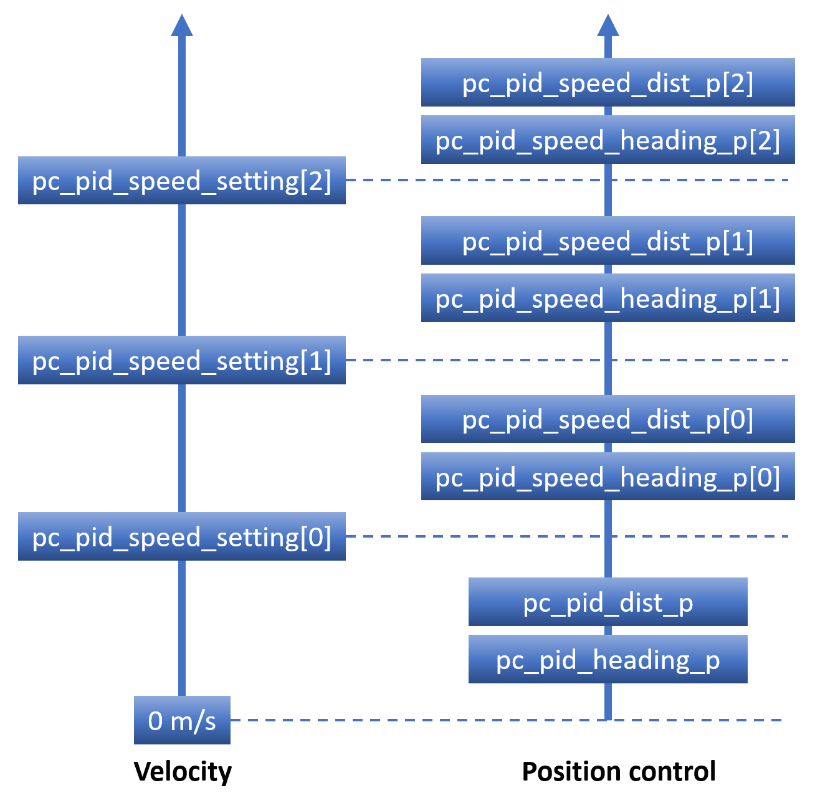 pc_pid_speed_dist_p[2]
pc_pid_speed_heading_p[2]
pc_pid_speed_setting[2]
pc_pid_speed_dist_p[1]
pc_pid_speed_heading_p[1]
pc_pid_speed_setting[1]
pc_pid_speed_dist_p[0]
pc_pid_speed_heading_p[0]
pc_pid_speed_setting[0]
pc_pid_dist_p
pc_pid_heading_p
0 m/s
Velocity
Position control